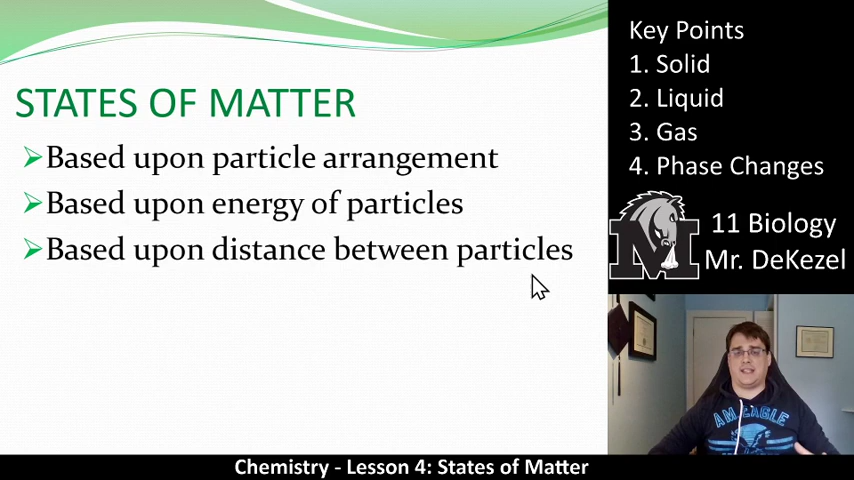 STATES OF MATTER
Based upon particle arrangement
Based upon energy of particles
Based upon distance between particles
Key Points
1. Solid
2. Liquid
3. Gas
4. Phase Changes
M
11 Biology
Mr. DeKezel
AM EAGLE
Chemistry - Lesson 4: States of Matter